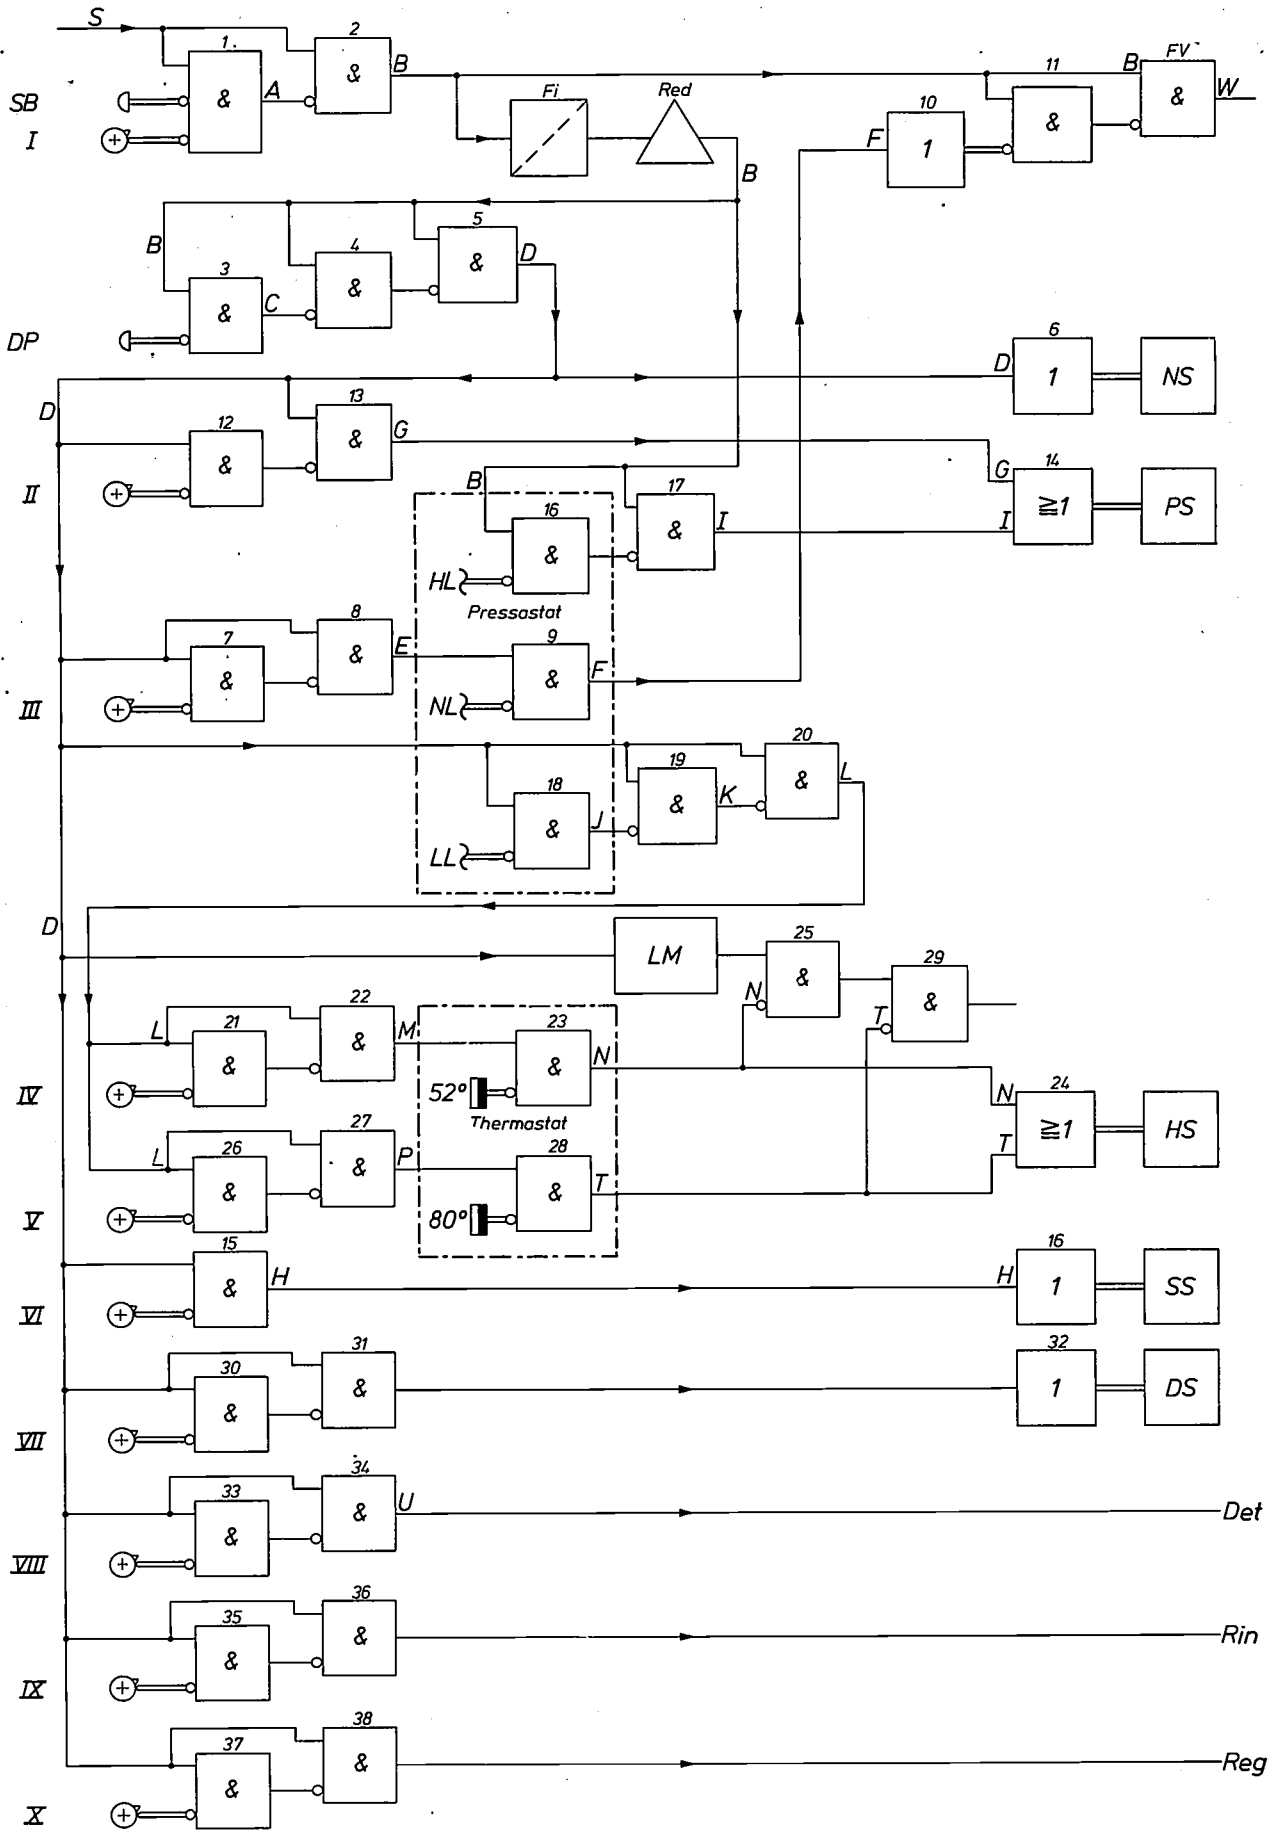 S
1
2
&
B
SB
&
A
I
Fi
Red
B
11
B
FV
W
&
&
10
F
1
B
3
4
5
&
&
&
C
D
DP
6
D
1
NS
D
12
13
&
&
G
II
14
G
I
≧1
PS
B
16
17
&
&
I
HL
Pressostat
7
8
&
&
E
9
&
F
NL
III
18
19
20
&
&
&
J
K
L
LL
D
LM
25
&
29
&
N
T
L
21
22
&
&
M
23
&
N
52°
Thermostat
IV
24
N
T
≧1
HS
L
26
27
&
&
P
28
&
T
80°
V
15
&
H
16
H
1
SS
VI
30
31
&
&
32
1
DS
VII
33
34
&
&
U
Det
VIII
35
36
&
&
Rin
IX
37
38
&
&
Reg
X